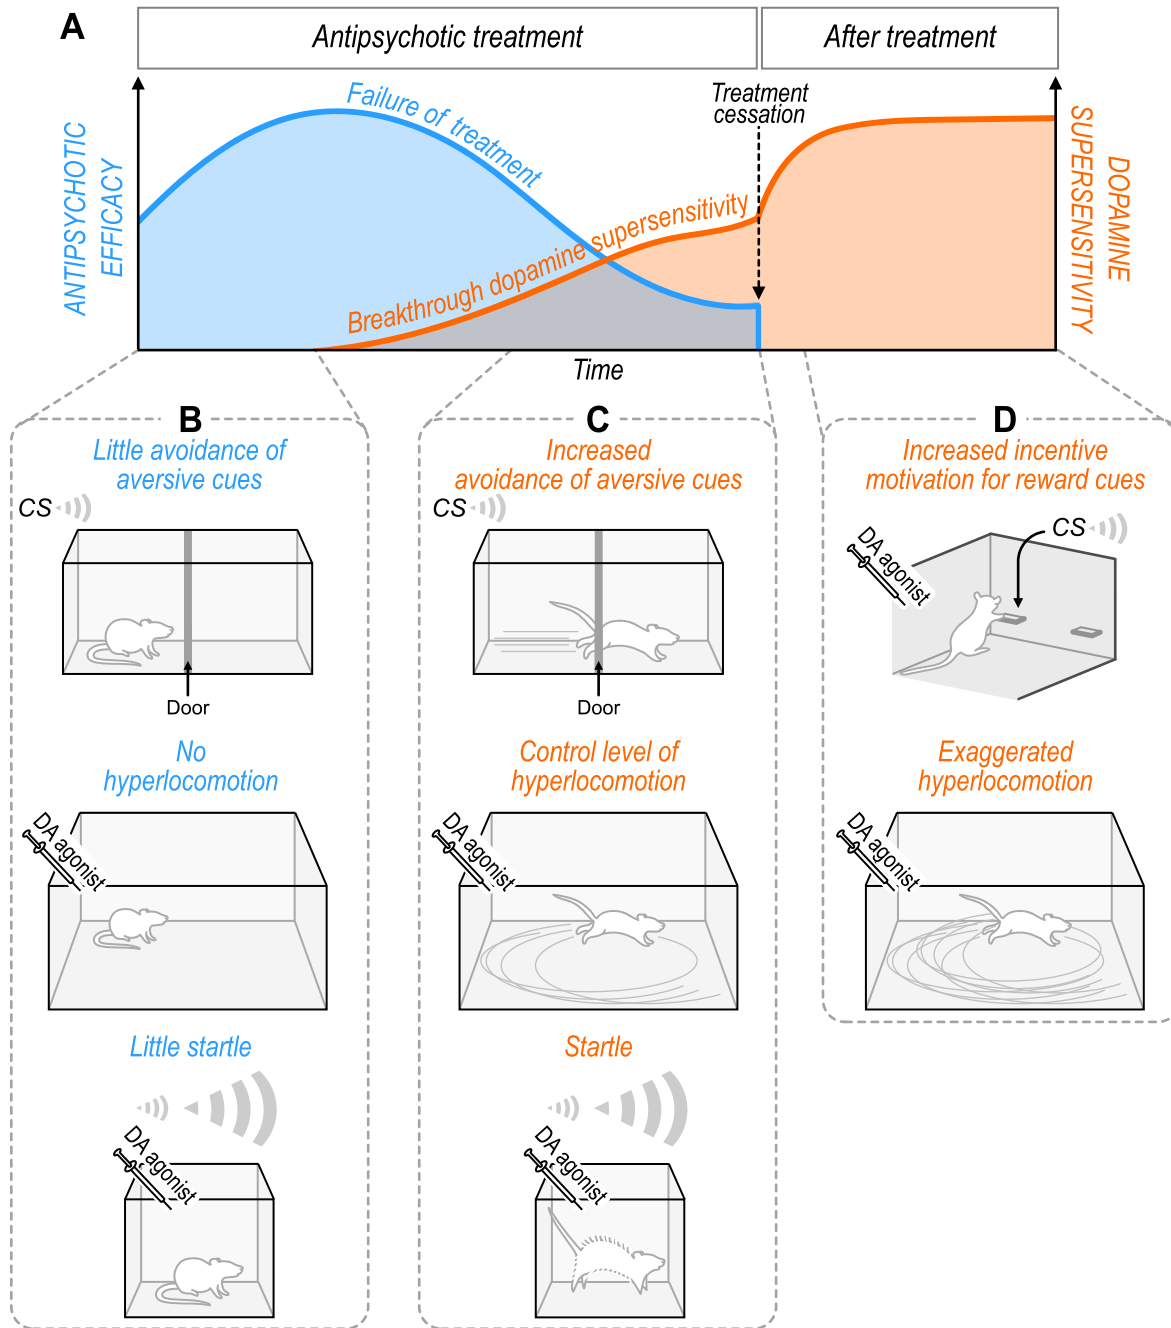 A
Antipsychotic treatment
After treatment
ANTIPSYCHOTIC
EFFICACY
Failure of treatment
Breakthrough dopamine supersensitivity
Treatment
cessation
DOPAMINE
SUPERSENSITIVITY
Time
B
Little avoidance of
aversive cues
CS
Door
No
hyperlocomotion
DA agonist
Little startle
DA agonist
C
Increased
avoidance of aversive cues
CS
Door
Control level of
hyperlocomotion
DA agonist
Startle
DA agonist
D
Increased incentive
motivation for reward cues
CS
DA agonist
Exaggerated
hyperlocomotion
DA agonist